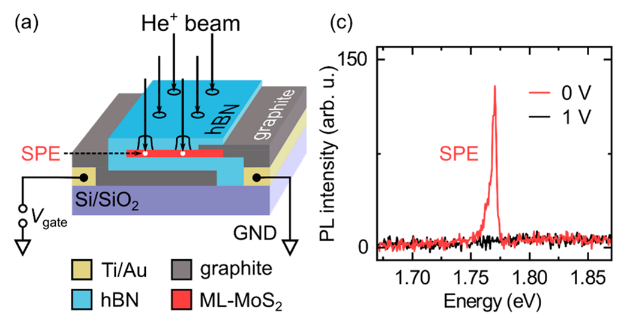 (a)
He⁺ beam
hBN
graphite
SPE
Si/SiO₂
Vgate
GND
Ti/Au
graphite
hBN
ML-MoS₂
(c)
150
0 V
1 V
SPE
0
PL intensity (arb. u.)
1.70 1.75 1.80 1.85
Energy (eV)